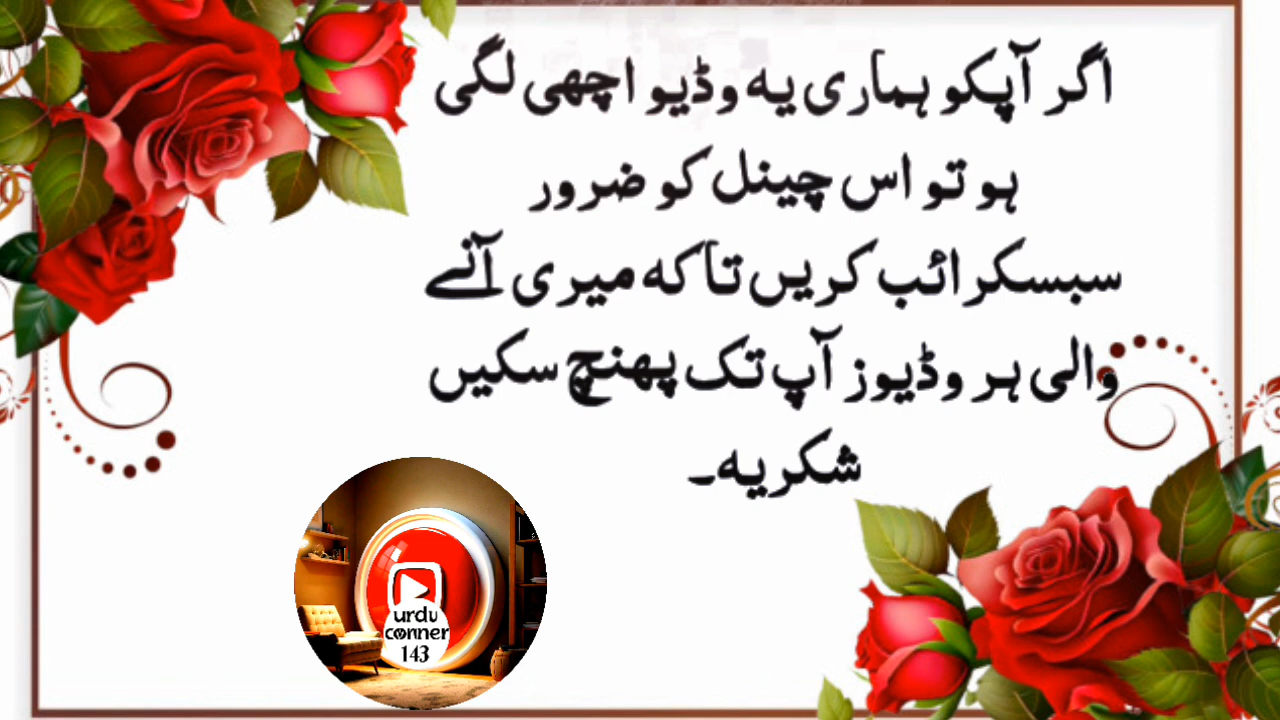 اگر آپکو ہماری یہ وڈیو اچھی لگی
ہو تو اس چینل کو ضرور
سبسکرائب کریں تاکہ میری آنے
والی ہر وڈیوز آپ تک پھنچ سکیں
شکریہ۔
urdu
conner
143